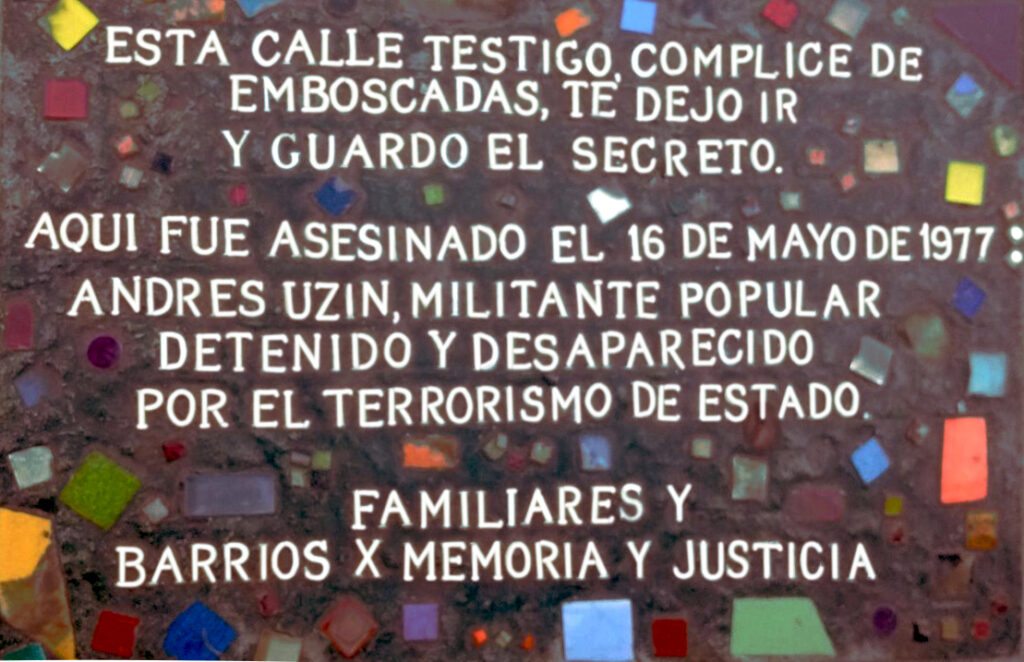 ESTA CALLE TESTIGO, COMPLICE DE
EMBOSCADAS, TE DEJO IR
Y GUARDO EL SECRETO.
AQUI FUE ASESINADO EL 16 DE MAYO DE 1977:
ANDRES UZIN, MILITANTE POPULAR
DETENIDO Y DESAPARECIDO
POR EL TERRORISMO DE ESTADO.
FAMILIARES Y
BARRIOS X MEMORIA Y JUSTICIA